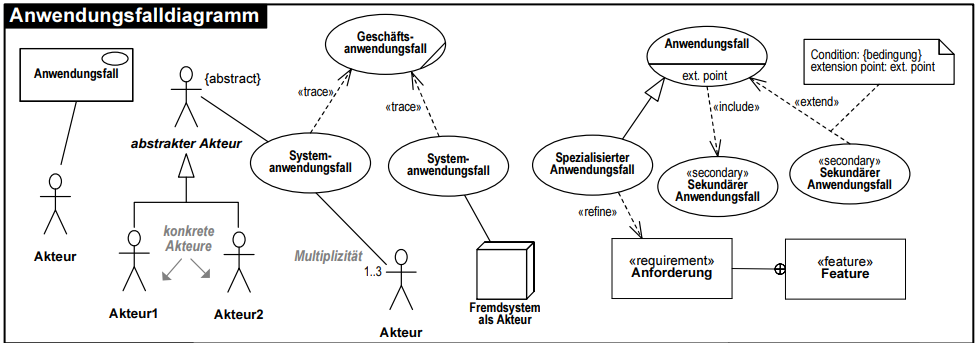 Anwendungsfalldiagramm
Anwendungsfall
Akteur
{abstract}
abstrakter Akteur
konkrete
Akteure
Akteur1
Akteur2
Geschäfts-
anwendungsfall
«trace»
«trace»
System-
anwendungsfall
System-
anwendungsfall
Multiplizität
1..3
Akteur
Fremdsystem
als Akteur
Anwendungsfall
ext. point
Condition: {bedingung}
extension point: ext. point
«include»
«extend»
Spezialisierter
Anwendungsfall
«secondary»
Sekundärer
Anwendungsfall
«secondary»
Sekundärer
Anwendungsfall
«refine»
«requirement»
Anforderung
«feature»
Feature